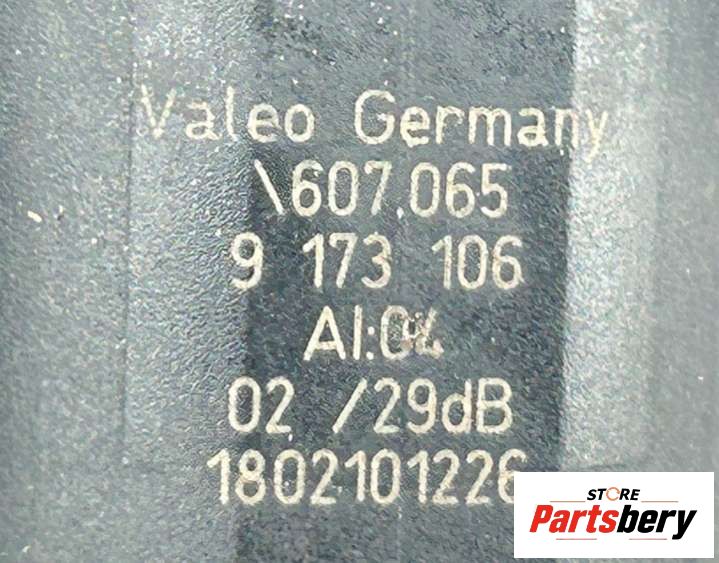 Valeo Germany
\607.065
9 173 106
AI:04
02 /29dB
1802101226
STORE
Partsbery